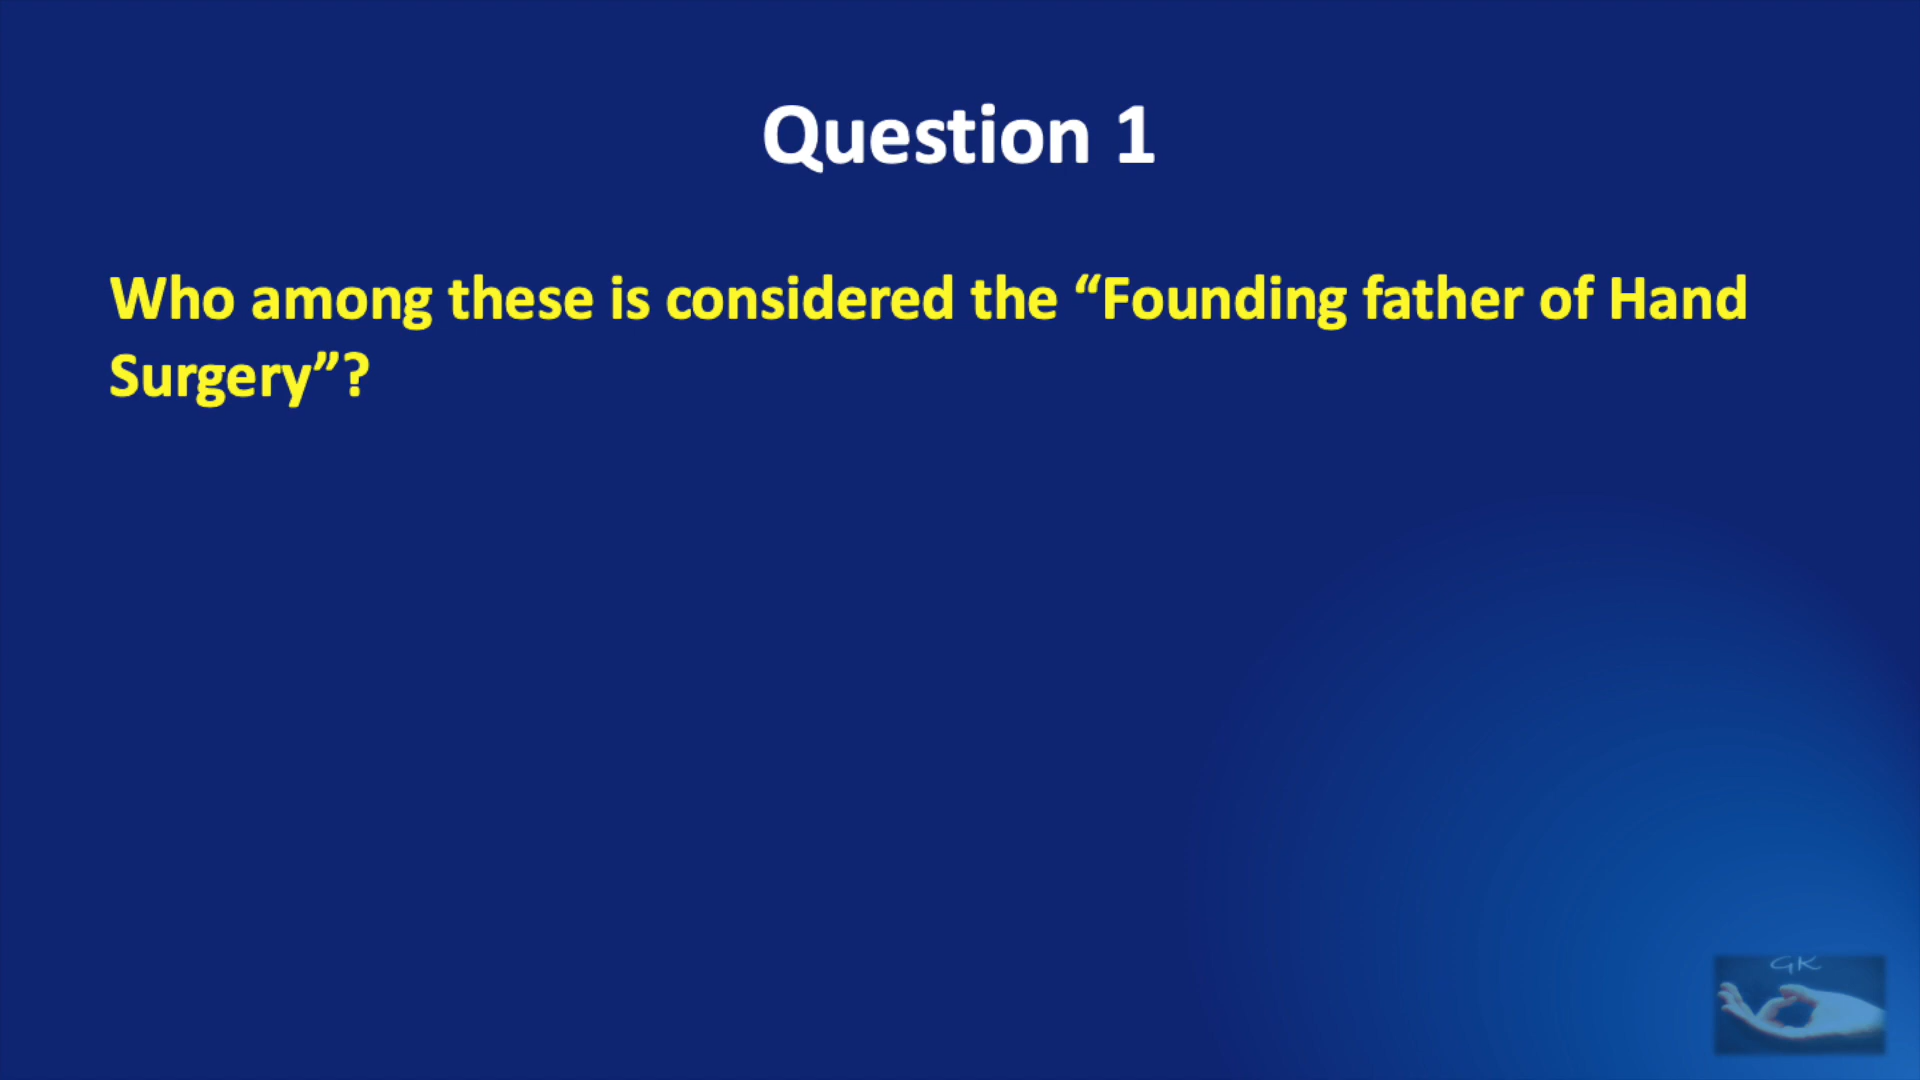 Question 1
Who among these is considered the “Founding father of Hand
Surgery”?
GK